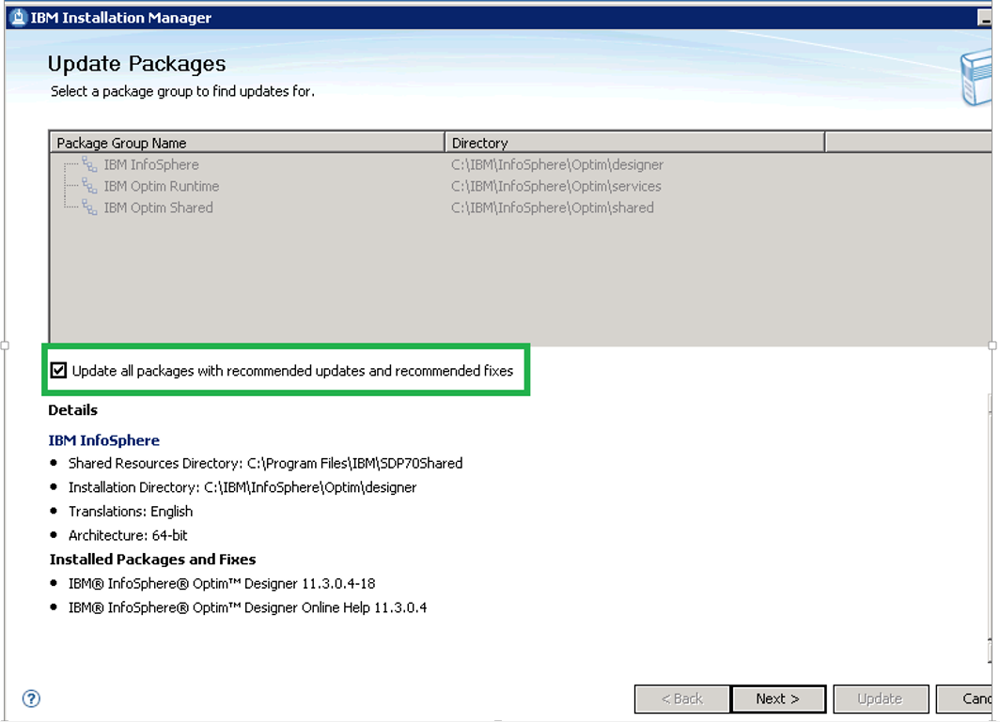 IBM Installation Manager
Update Packages
Select a package group to find updates for.
Package Group Name Directory
IBM InfoSphere C:\IBM\InfoSphere\Optim\designer
IBM Optim Runtime C:\IBM\InfoSphere\Optim\services
IBM Optim Shared C:\IBM\InfoSphere\Optim\shared
Update all packages with recommended updates and recommended fixes
Details
IBM InfoSphere
• Shared Resources Directory: C:\Program Files\IBM\SDP70Shared
• Installation Directory: C:\IBM\InfoSphere\Optim\designer
• Translations: English
• Architecture: 64-bit
Installed Packages and Fixes
• IBM® InfoSphere® Optim™ Designer 11.3.0.4-18
• IBM® InfoSphere® Optim™ Designer Online Help 11.3.0.4
? < Back Next > Update Canc